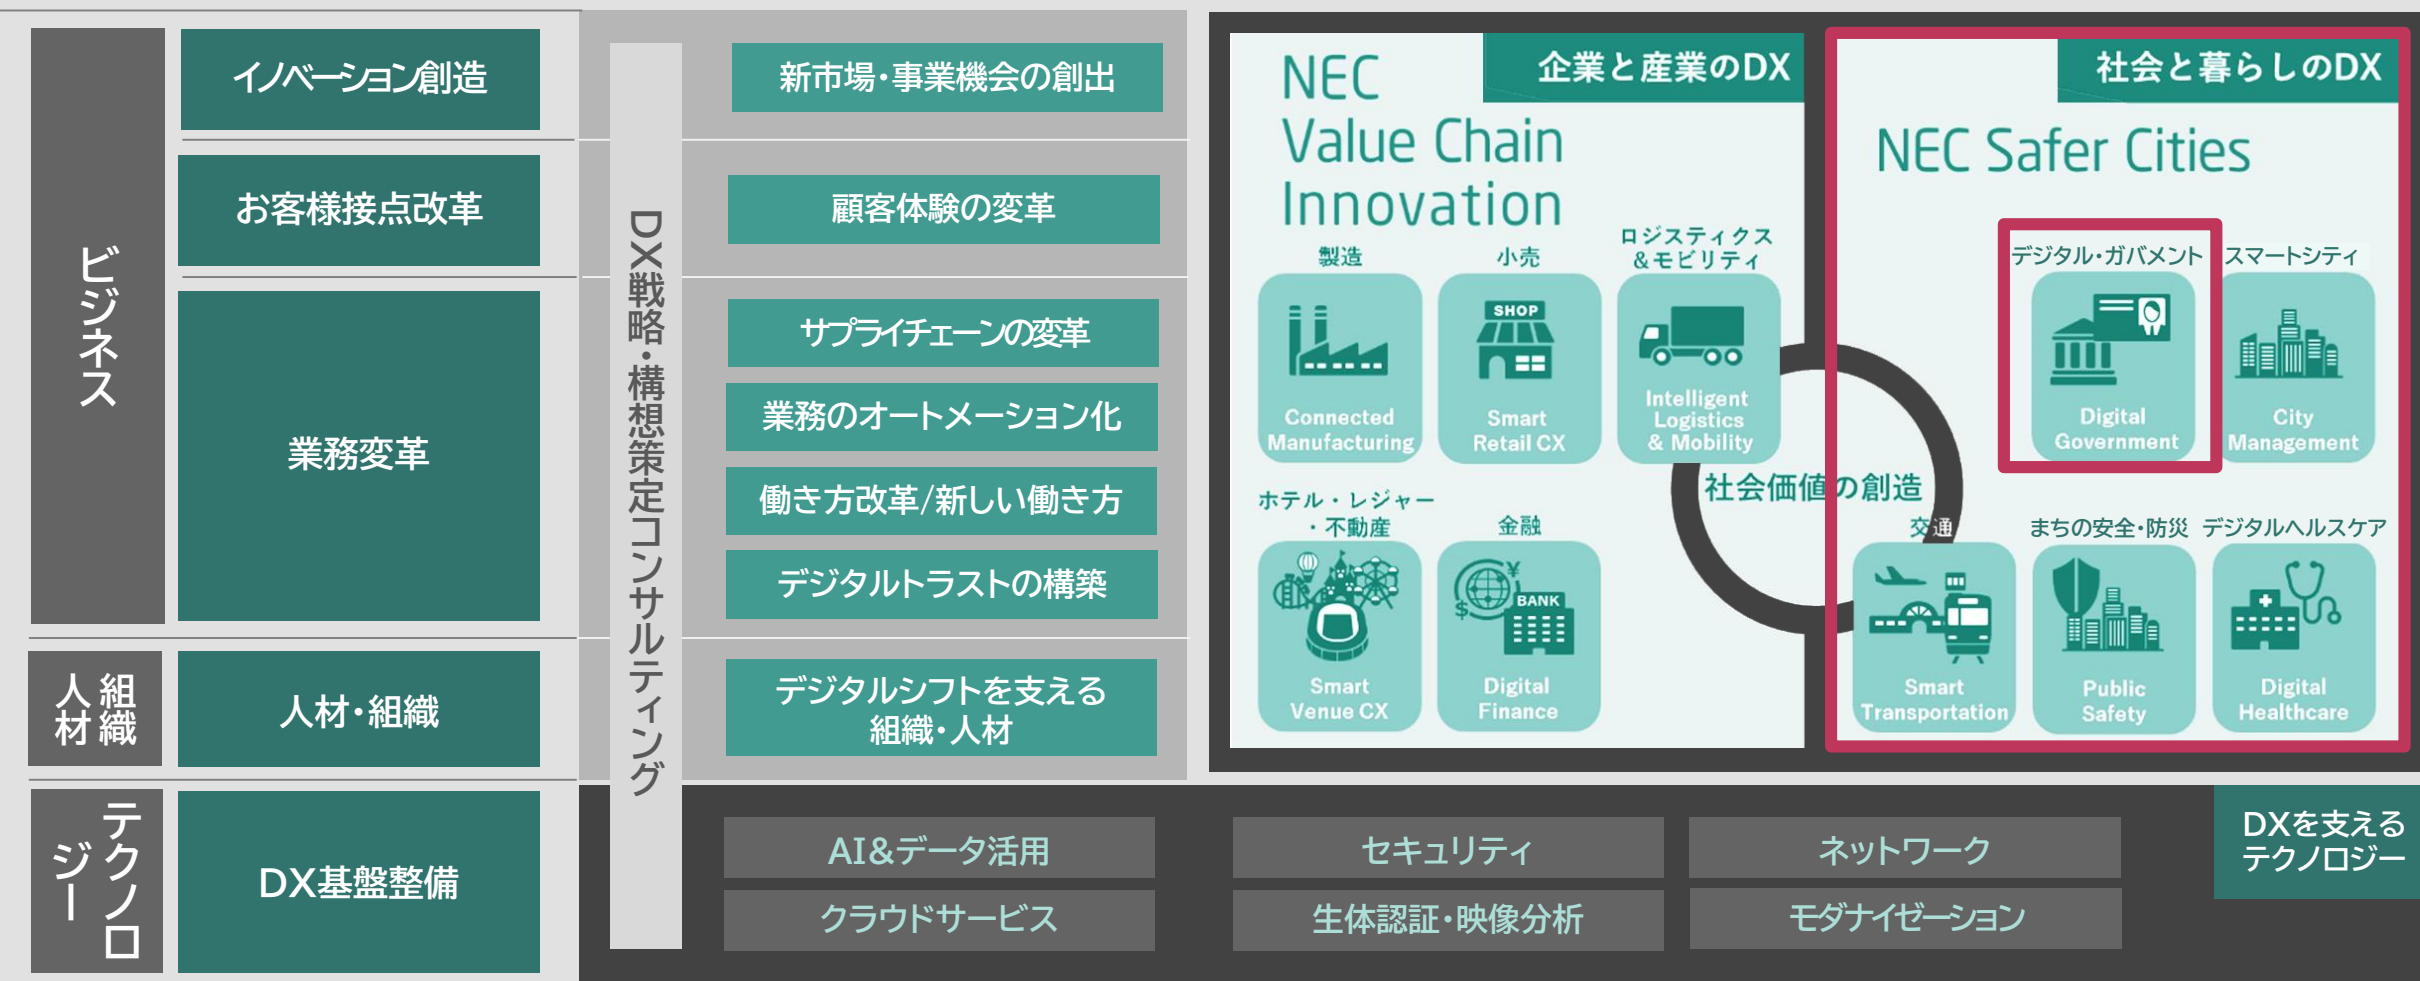 ビジネス
イノベーション創造
お客様接点改革
業務変革
組織
人材
人材・組織
テクノロ
ジー
DX基盤整備
DX戦略・構想策定コンサルティング
新市場・事業機会の創出
顧客体験の変革
サプライチェーンの変革
業務のオートメーション化
働き方改革/新しい働き方
デジタルトラストの構築
デジタルシフトを支える
組織・人材
企業と産業のDX
NEC
Value Chain
Innovation
製造
Connected
Manufacturing
小売
SHOP
Smart
Retail CX
ロジスティクス
&モビリティ
Intelligent
Logistics
& Mobility
ホテル・レジャー
・不動産
Smart
Venue CX
金融
¥
$
BANK
Digital
Finance
社会価値の創造
社会と暮らしのDX
NEC Safer Cities
デジタル・ガバメント
Digital
Government
スマートシティ
City
Management
交通
Smart
Transportation
まちの安全・防災
Public
Safety
デジタルヘルスケア
Digital
Healthcare
AI&データ活用
セキュリティ
ネットワーク
クラウドサービス
生体認証・映像分析
モダナイゼーション
DXを支える
テクノロジー